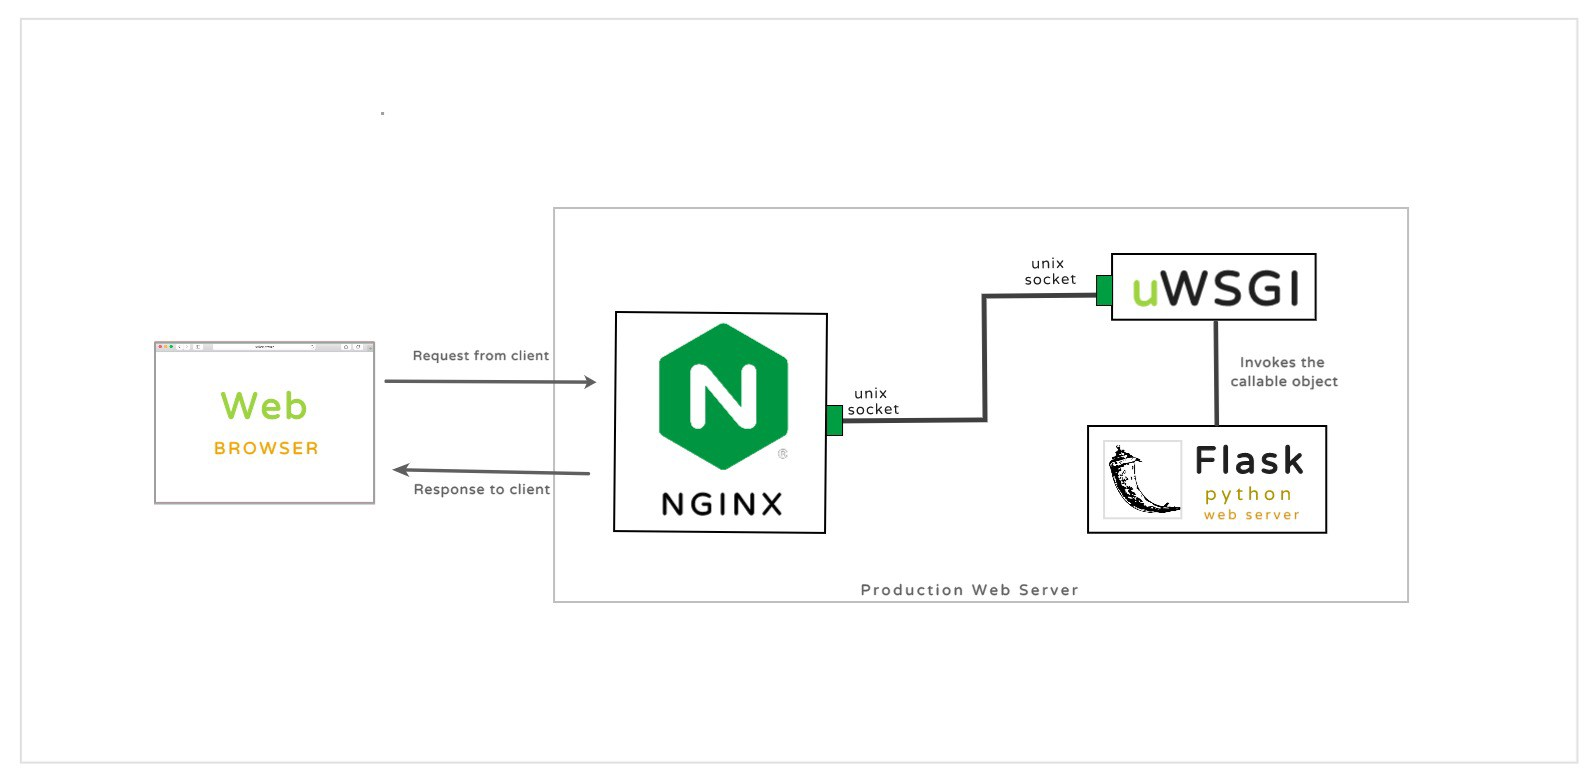 Web
BROWSER
Request from client
Response to client
N
®
NGINX
unix
socket
unix
socket
uWSGI
Invokes the
callable object
Flask
python
web server
Production Web Server